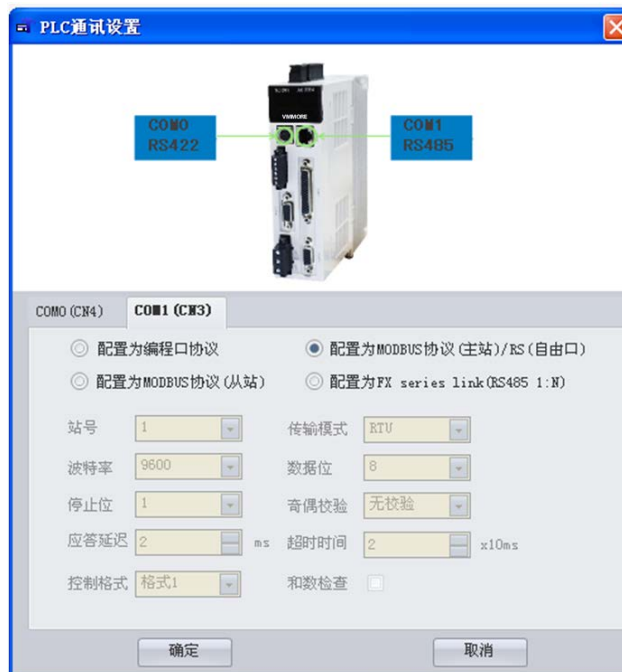 PLC通讯设置
VMMORE
COM0
RS422
COM1
RS485
COM0(CN4)
COM1(CN3)
配置为编程口协议
配置为MODBUS协议(主站)/RS(自由口)
配置为MODBUS协议(从站)
配置为FX series link(RS485 1:N)
站号 1 传输模式 RTU
波特率 9600 数据位 8
停止位 1 奇偶校验 无校验
应答延迟 2 ms 超时时间 2 x10ms
控制格式 格式1 和数检查
确定 取消